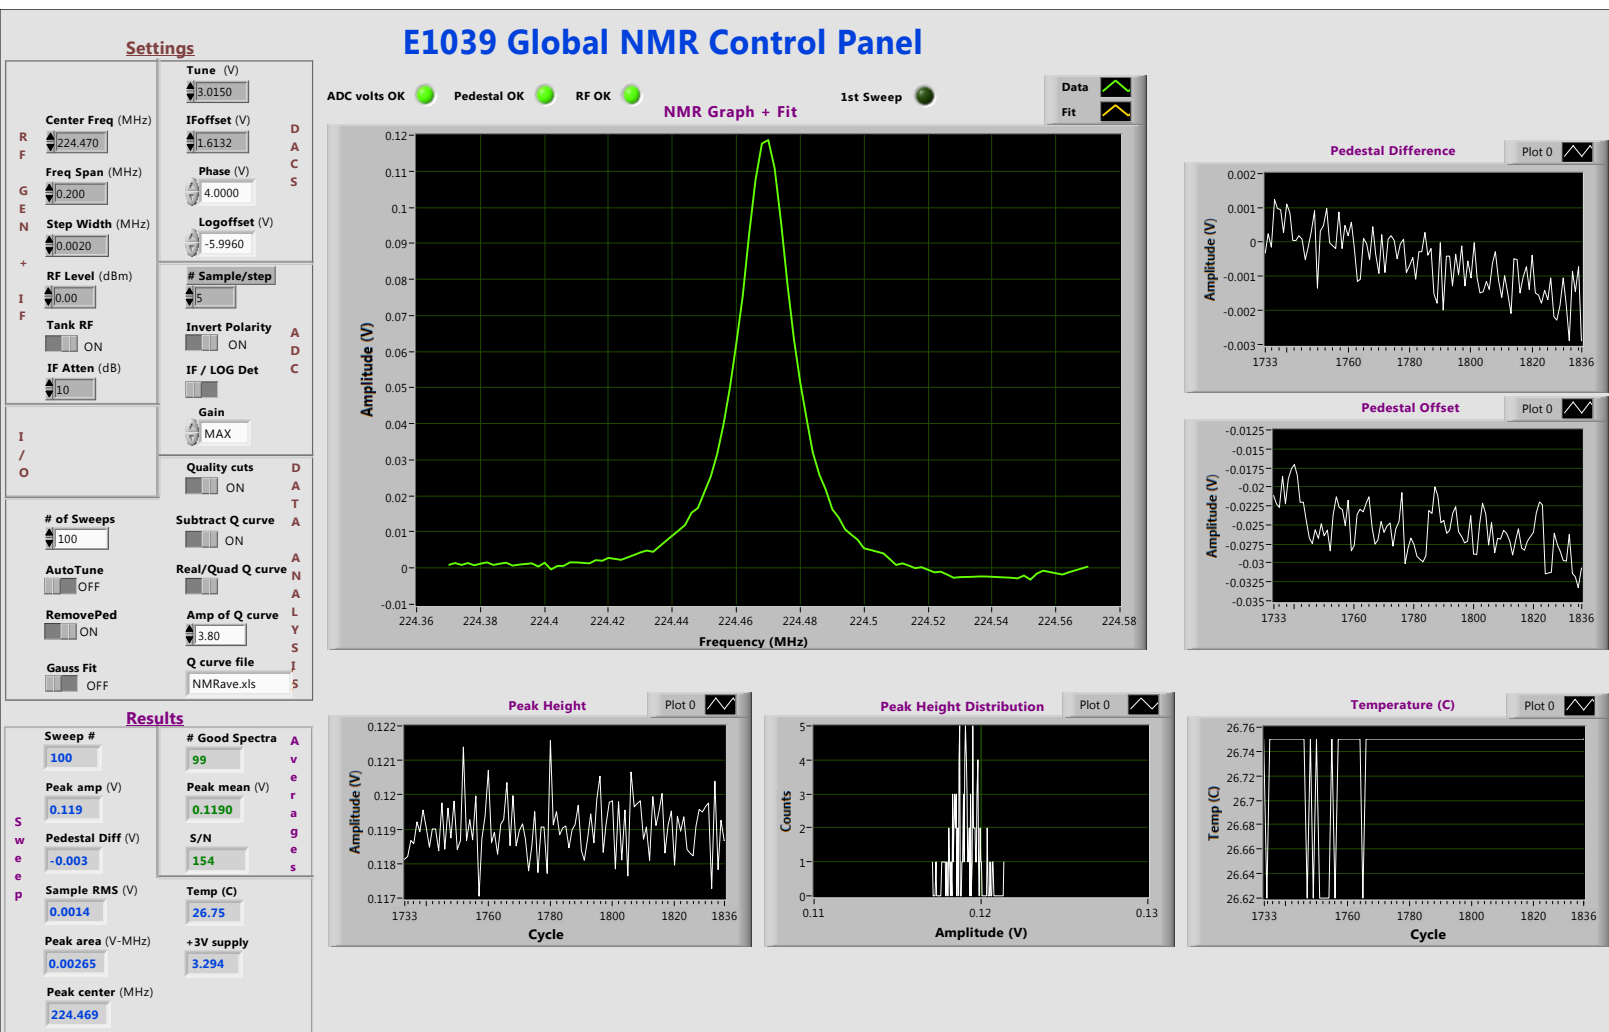 E1039 Global NMR Control Panel
Settings
RF GEN + IF
Center Freq (MHz)
224.470
Freq Span (MHz)
0.200
Step Width (MHz)
0.0020
RF Level (dBm)
0.00
Tank RF
ON
IF Atten (dB)
10
I/O
DACS
Tune (V)
3.0150
IFoffset (V)
1.6132
Phase (V)
4.0000
Logoffset (V)
-5.9960
ADC
# Sample/step
5
Invert Polarity
ON
IF / LOG Det
Gain
MAX
DATA ANALYSIS
Quality cuts
ON
Subtract Q curve
ON
Real/Quad Q curve
Amp of Q curve
3.80
Q curve file
NMRave.xls
# of Sweeps
100
AutoTune
OFF
RemovePed
ON
Gauss Fit
OFF
Results
Sweep
Sweep #
100
Peak amp (V)
0.119
Pedestal Diff (V)
-0.003
Sample RMS (V)
0.0014
Peak area (V-MHz)
0.00265
Peak center (MHz)
224.469
Averages
# Good Spectra
99
Peak mean (V)
0.1190
S/N
154
Temp (C)
26.75
+3V supply
3.294
ADC volts OK
Pedestal OK
RF OK
1st Sweep
Data
Fit
NMR Graph + Fit
Amplitude (V)
0.12
0.11
0.1
0.09
0.08
0.07
0.06
0.05
0.04
0.03
0.02
0.01
0
-0.01
224.36 224.38 224.4 224.42 224.44 224.46 224.48 224.5 224.52 224.54 224.56 224.58
Frequency (MHz)
Pedestal Difference
Plot 0
Amplitude (V)
0.002
0.001
0
-0.001
-0.002
-0.003
1733 1760 1780 1800 1820 1836
Pedestal Offset
Plot 0
Amplitude (V)
-0.0125
-0.015
-0.0175
-0.02
-0.0225
-0.025
-0.0275
-0.03
-0.0325
-0.035
1733 1760 1780 1800 1820 1836
Peak Height
Plot 0
Amplitude (V)
0.122
0.121
0.12
0.119
0.118
0.117
1733 1760 1780 1800 1820 1836
Cycle
Peak Height Distribution
Plot 0
Counts
5
4
3
2
1
0
0.11 0.12 0.13
Amplitude (V)
Temperature (C)
Plot 0
Temp (C)
26.76
26.74
26.72
26.7
26.68
26.66
26.64
26.62
1733 1760 1780 1800 1820 1836
Cycle